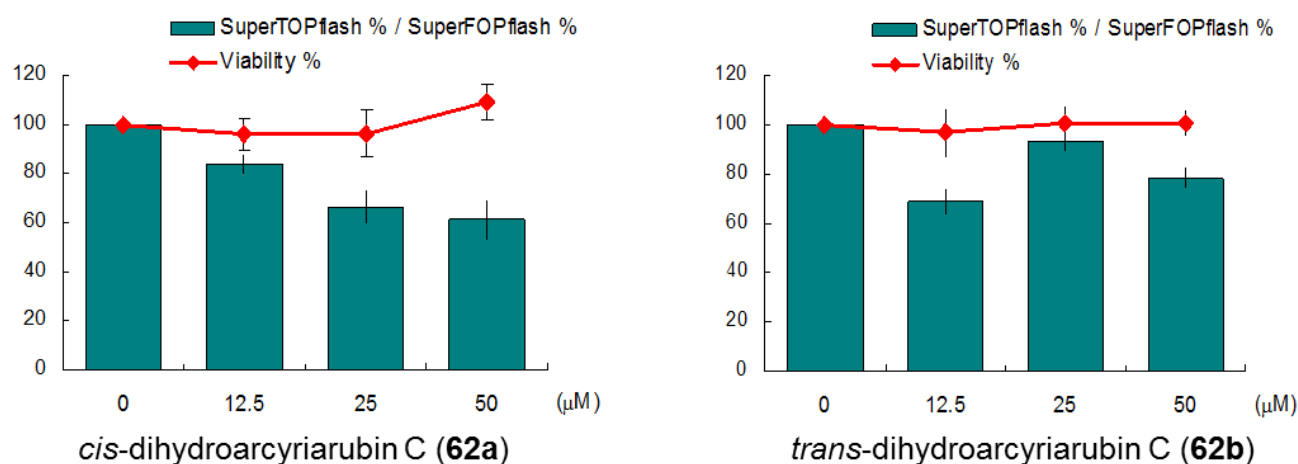 SuperTOPflash % / SuperFOPflash %
Viability %
120
100
80
60
40
20
0
0 12.5 25 50 (μM)
cis-dihydroarcyriarubin C (62a)
SuperTOPflash % / SuperFOPflash %
Viability %
120
100
80
60
40
20
0
0 12.5 25 50 (μM)
trans-dihydroarcyriarubin C (62b)